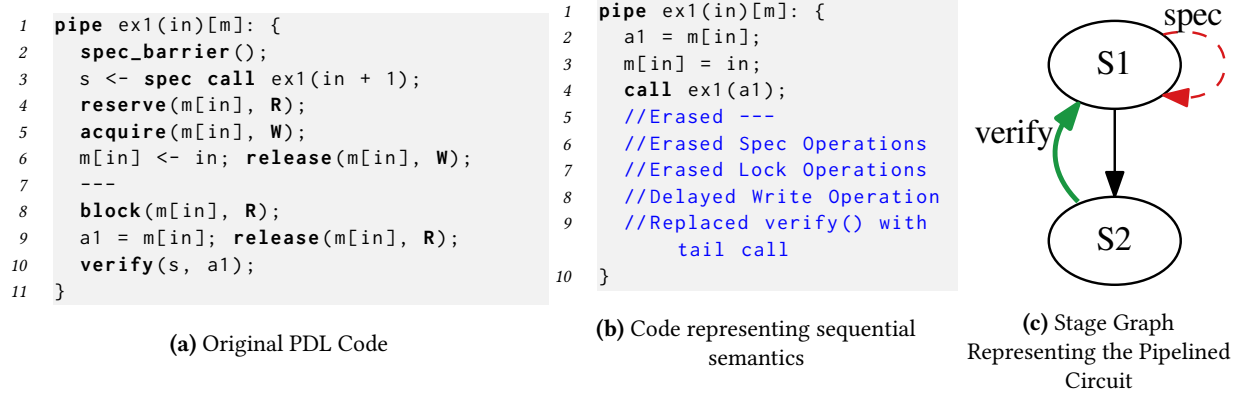 1 pipe ex1(in)[m]: {
2 spec_barrier();
3 s <- spec call ex1(in + 1);
4 reserve(m[in], R);
5 acquire(m[in], W);
6 m[in] <- in; release(m[in], W);
7 ---
8 block(m[in], R);
9 a1 = m[in]; release(m[in], R);
10 verify(s, a1);
11 }
(a) Original PDL Code
1 pipe ex1(in)[m]: {
2 a1 = m[in];
3 m[in] = in;
4 call ex1(a1);
5 //Erased ---
6 //Erased Spec Operations
7 //Erased Lock Operations
8 //Delayed Write Operation
9 //Replaced verify() with
tail call
10 }
(b) Code representing sequential
semantics
spec
S1
verify
S2
(c) Stage Graph
Representing the Pipelined
Circuit